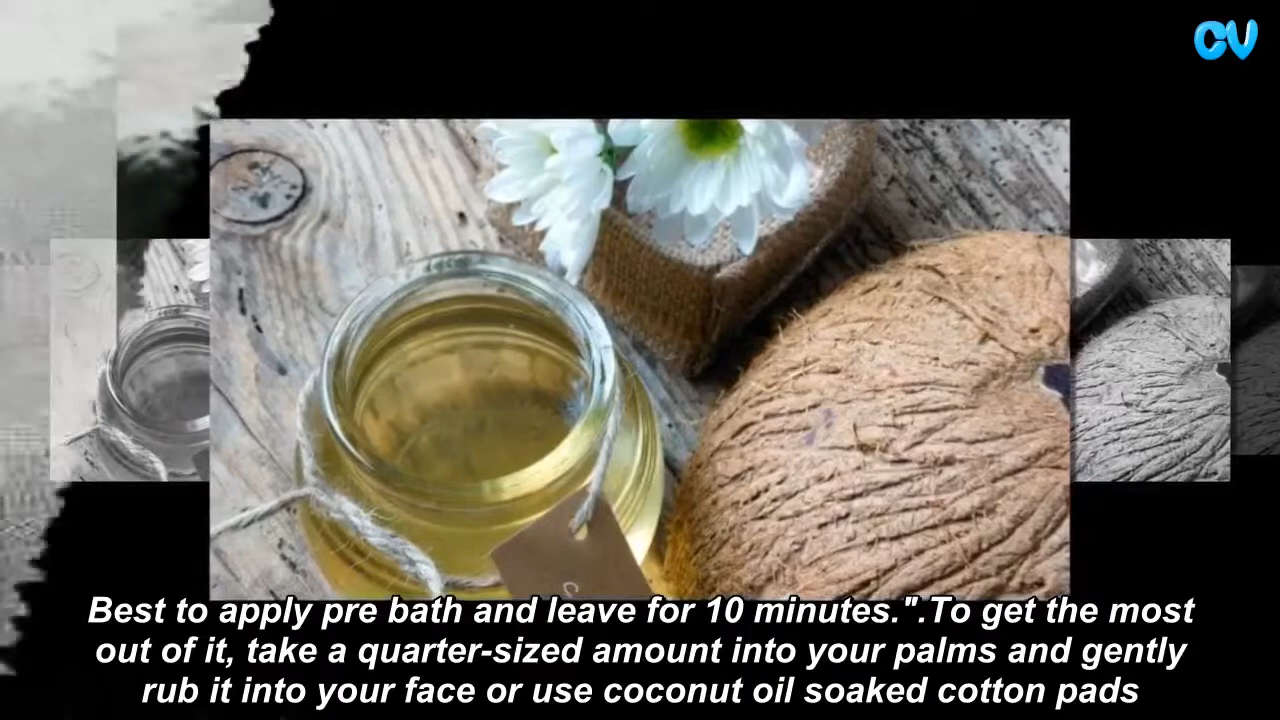 CV
Best to apply pre bath and leave for 10 minutes.".To get the most
out of it, take a quarter-sized amount into your palms and gently
rub it into your face or use coconut oil soaked cotton pads